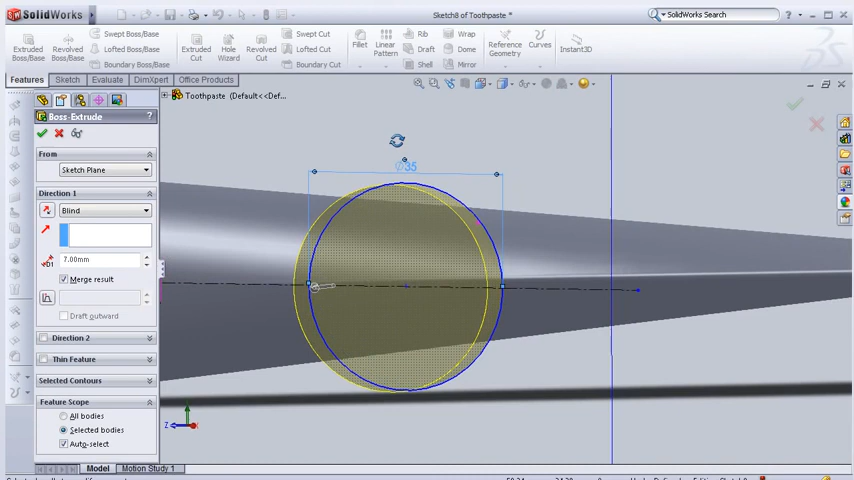 SolidWorks
Sketch8 of Toothpaste *
SolidWorks Search
Extruded Boss/Base
Revolved Boss/Base
Swept Boss/Base
Lofted Boss/Base
Boundary Boss/Base
Extruded Cut
Hole Wizard
Revolved Cut
Swept Cut
Lofted Cut
Boundary Cut
Fillet
Linear Pattern
Rib
Draft
Shell
Wrap
Dome
Mirror
Reference Geometry
Curves
Instant3D
Features
Sketch
Evaluate
DimXpert
Office Products
Toothpaste (Default<<Def...
Boss-Extrude
?
From
Sketch Plane
Direction 1
Blind
D1
7.00mm
Merge result
Draft outward
Direction 2
Thin Feature
Selected Contours
Feature Scope
All bodies
Selected bodies
Auto-select
Ø35
Z
X
Model
Motion Study 1